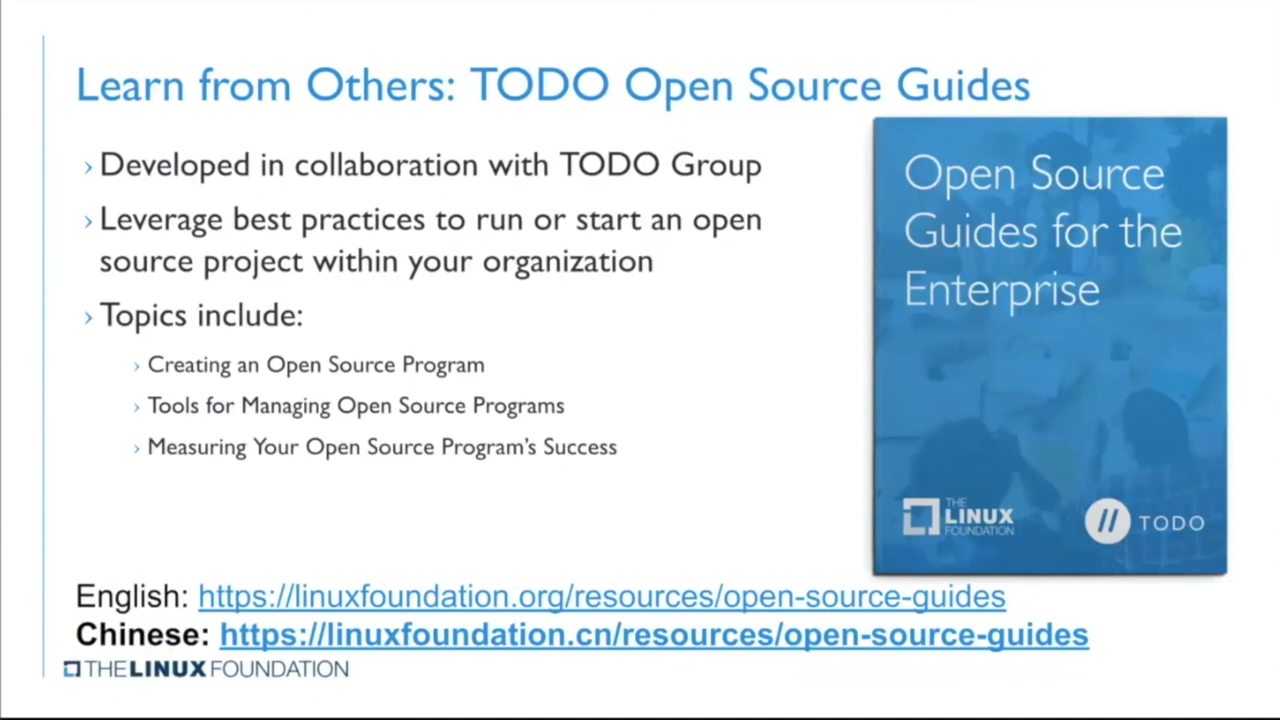 Learn from Others: TODO Open Source Guides
› Developed in collaboration with TODO Group
› Leverage best practices to run or start an open
source project within your organization
› Topics include:
› Creating an Open Source Program
› Tools for Managing Open Source Programs
› Measuring Your Open Source Program’s Success
Open Source
Guides for the
Enterprise
THE
LINUX
FOUNDATION
TODO
English: https://linuxfoundation.org/resources/open-source-guides
Chinese: https://linuxfoundation.cn/resources/open-source-guides
THE LINUX FOUNDATION